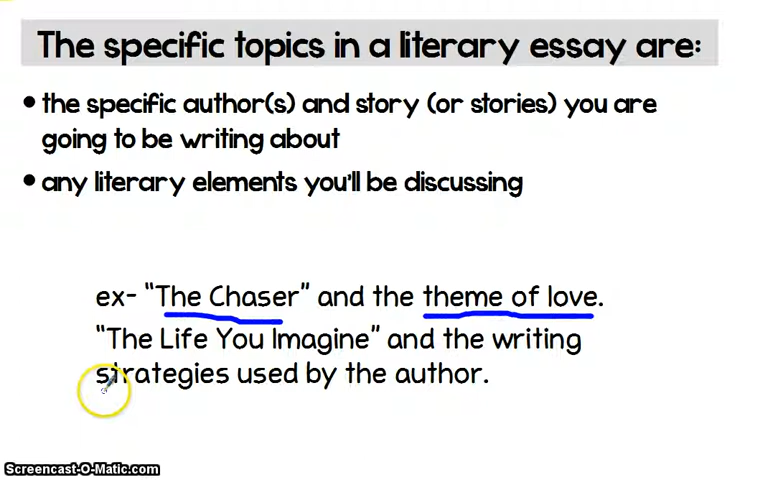 The specific topics in a literary essay are:
• the specific author(s) and story (or stories) you are
going to be writing about
• any literary elements you'll be discussing
ex- "The Chaser" and the theme of love.
"The Life You Imagine" and the writing
strategies used by the author.
Screencast-O-Matic.com